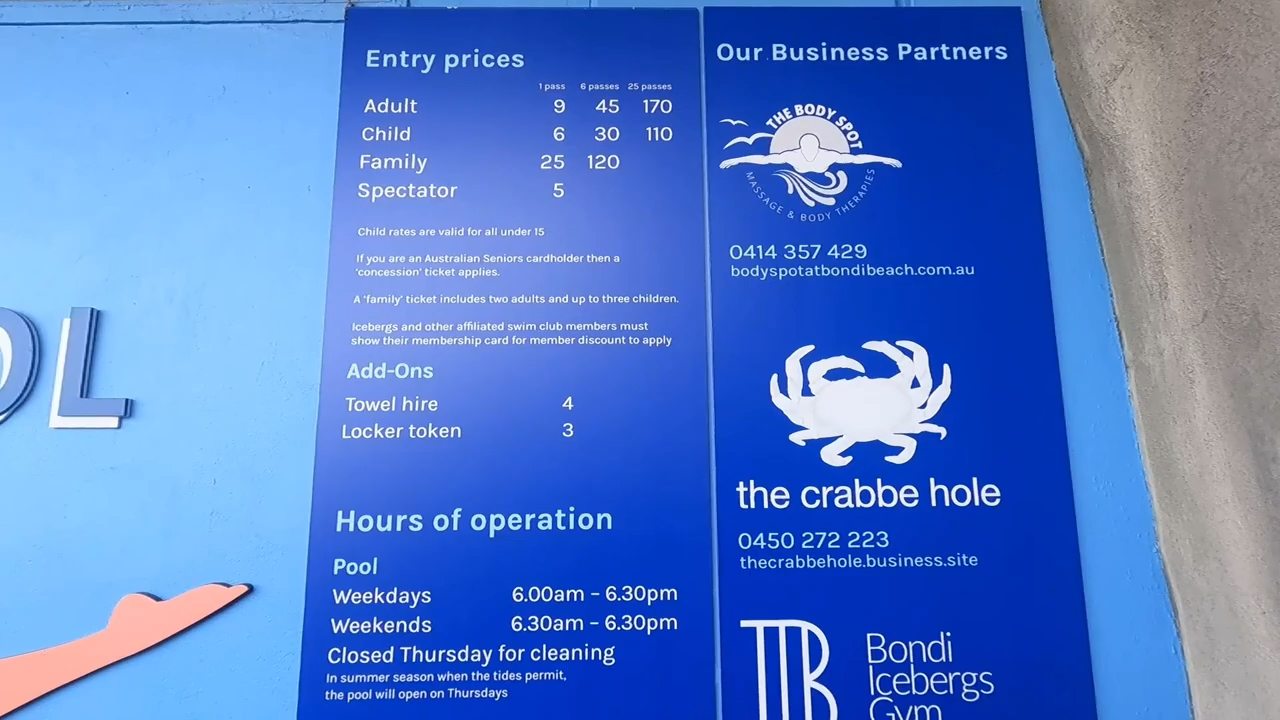 OL
Entry prices
1 pass 6 passes 25 passes
Adult 9 45 170
Child 6 30 110
Family 25 120
Spectator 5
Child rates are valid for all under 15
If you are an Australian Seniors cardholder then a
'concession' ticket applies.
A 'family' ticket includes two adults and up to three children.
Icebergs and other affiliated swim club members must
show their membership card for member discount to apply
Add-Ons
Towel hire 4
Locker token 3
Hours of operation
Pool
Weekdays 6.00am – 6.30pm
Weekends 6.30am – 6.30pm
Closed Thursday for cleaning
In summer season when the tides permit,
the pool will open on Thursdays
Our Business Partners
THE BODY SPOT
MASSAGE & BODY THERAPIES
0414 357 429
bodyspotatbondibeach.com.au
the crabbe hole
0450 272 223
thecrabbehole.business.site
Bondi
Icebergs
Gym